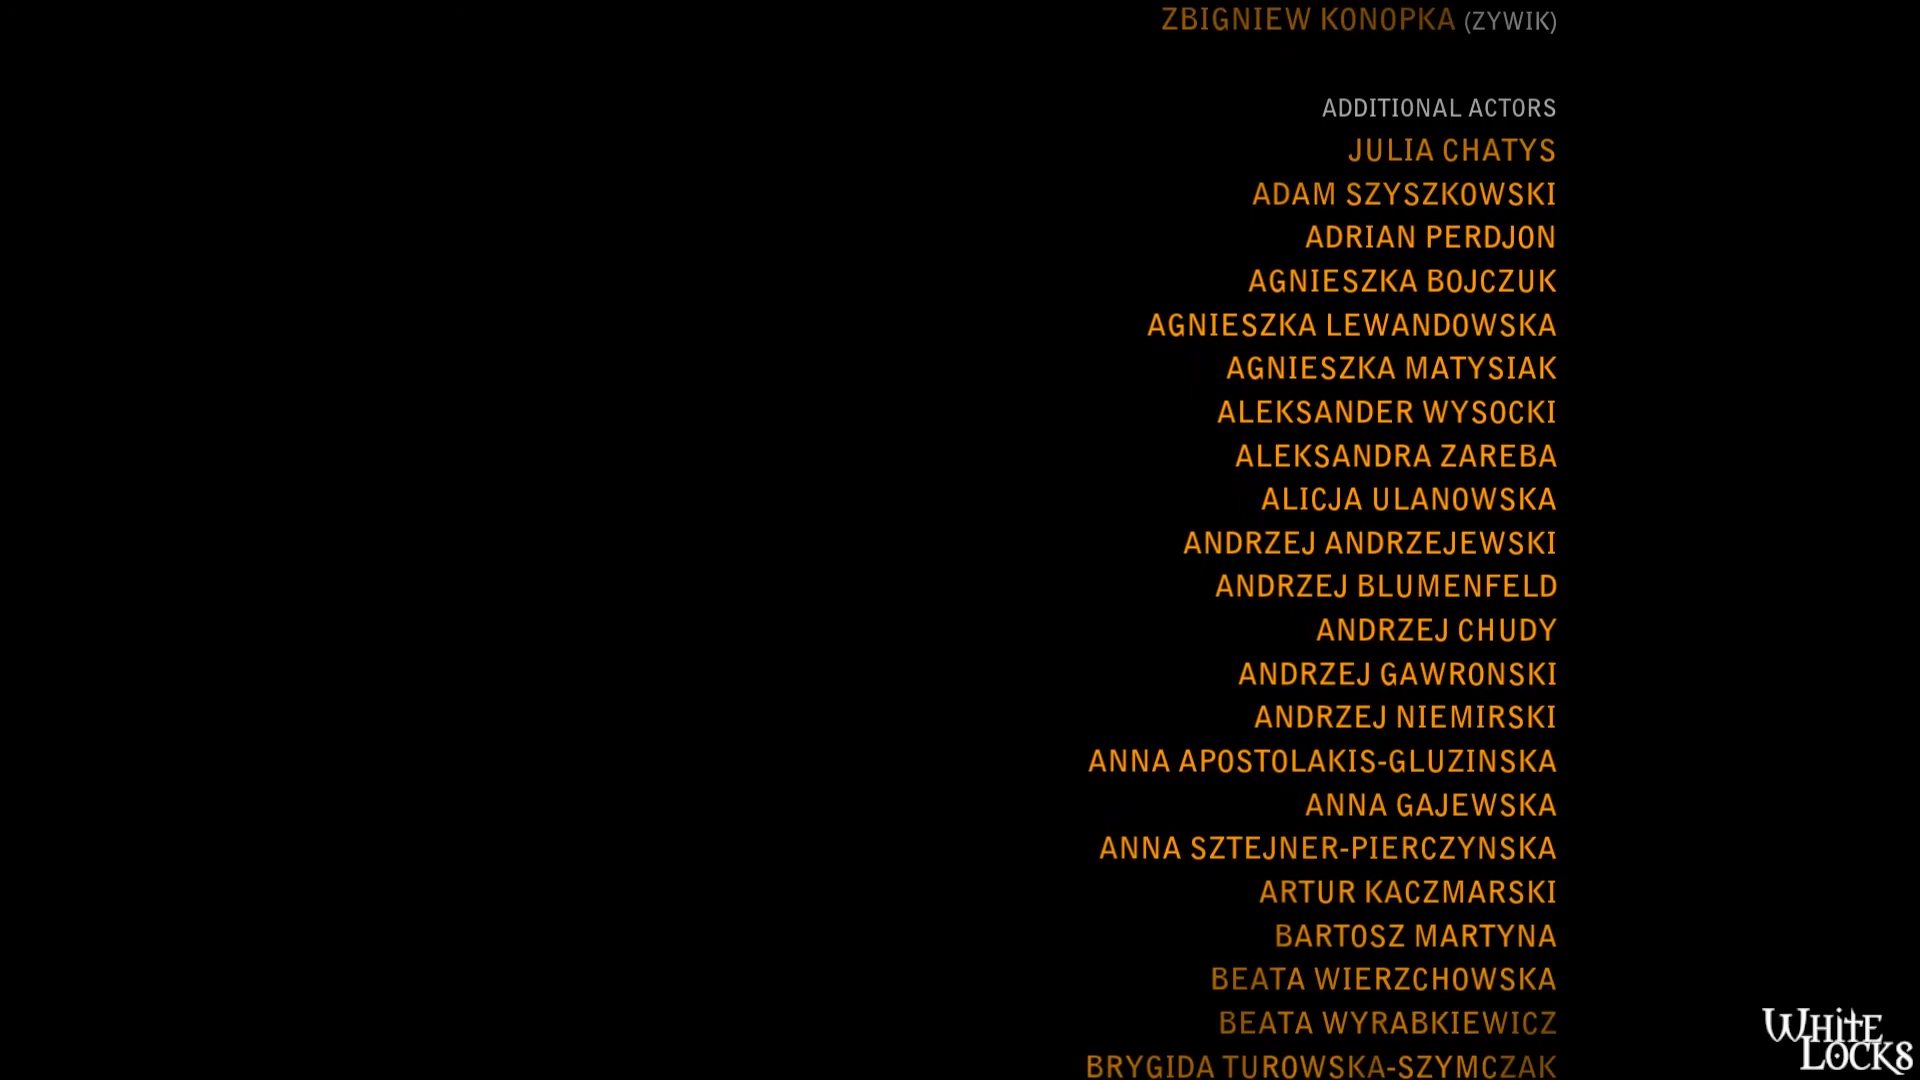 ZBIGNIEW KONOPKA (ZYWIK)
ADDITIONAL ACTORS
JULIA CHATYS
ADAM SZYSZKOWSKI
ADRIAN PERDJON
AGNIESZKA BOJCZUK
AGNIESZKA LEWANDOWSKA
AGNIESZKA MATYSIAK
ALEKSANDER WYSOCKI
ALEKSANDRA ZAREBA
ALICJA ULANOWSKA
ANDRZEJ ANDRZEJEWSKI
ANDRZEJ BLUMENFELD
ANDRZEJ CHUDY
ANDRZEJ GAWRONSKI
ANDRZEJ NIEMIRSKI
ANNA APOSTOLAKIS-GLUZINSKA
ANNA GAJEWSKA
ANNA SZTEJNER-PIERCZYNSKA
ARTUR KACZMARSKI
BARTOSZ MARTYNA
BEATA WIERZCHOWSKA
BEATA WYRABKIEWICZ
BRYGIDA TUROWSKA-SZYMCZAK
WHITE
LOCKS